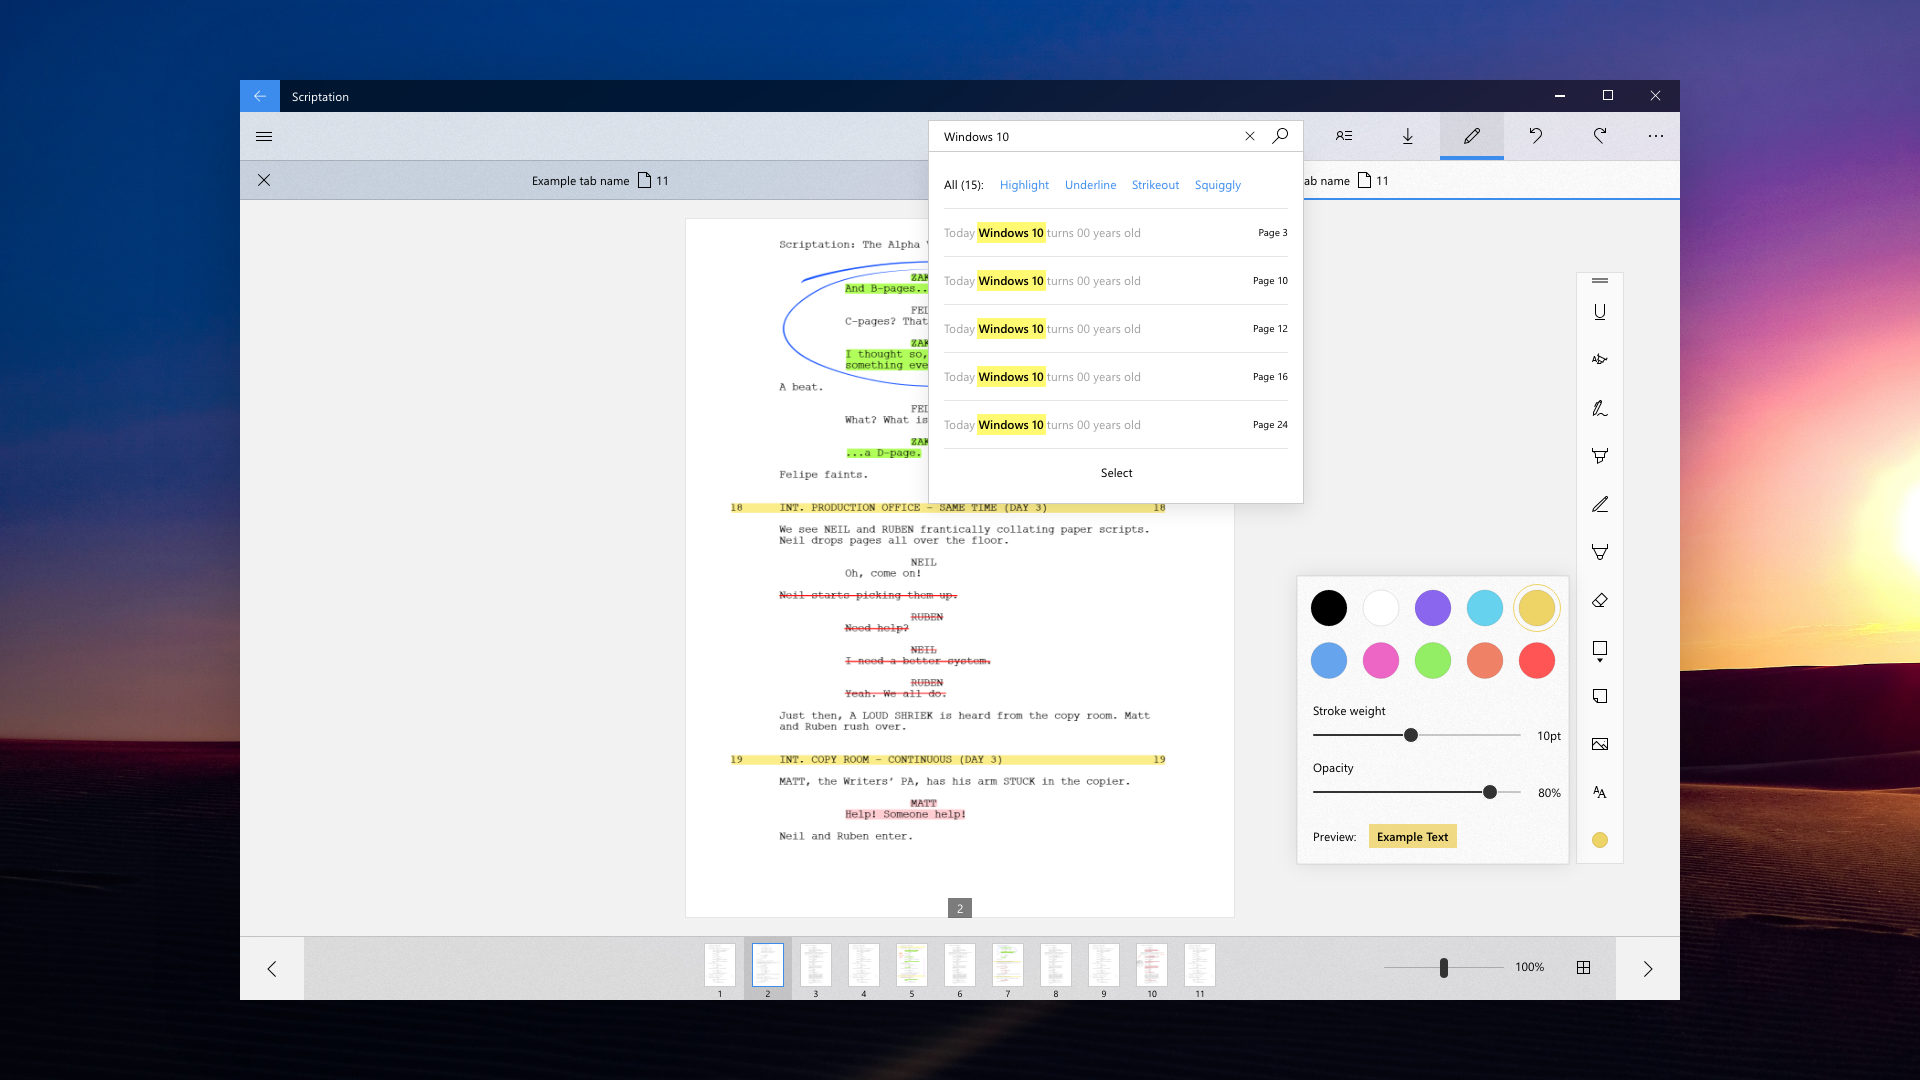 Scriptation
Windows 10
Example tab name 11
ab name 11
All (15): Highlight Underline Strikeout Squiggly
Today Windows 10 turns 00 years old Page 3
Today Windows 10 turns 00 years old Page 10
Today Windows 10 turns 00 years old Page 12
Today Windows 10 turns 00 years old Page 16
Today Windows 10 turns 00 years old Page 24
Select
Scriptation: The Alpha
ZAK
And B-pages..
FEL
C-pages? That
ZAK
I thought so,
something eve
A beat.
FEL
What? What is
ZAK
...a D-page.
Felipe faints.
18 INT. PRODUCTION OFFICE - SAME TIME (DAY 3) 18
We see NEIL and RUBEN frantically collating paper scripts.
Neil drops pages all over the floor.
NEIL
Oh, come on!
Neil starts picking them up.
RUBEN
Need help?
NEIL
I need a better system.
RUBEN
Yeah. We all do.
Just then, A LOUD SHRIEK is heard from the copy room. Matt
and Ruben rush over.
19 INT. COPY ROOM - CONTINUOUS (DAY 3) 19
MATT, the Writers' PA, has his arm STUCK in the copier.
MATT
Help! Someone help!
Neil and Ruben enter.
2
Stroke weight
10pt
Opacity
80%
Preview: Example Text
1 2 3 4 5 6 7 8 9 10 11
100%